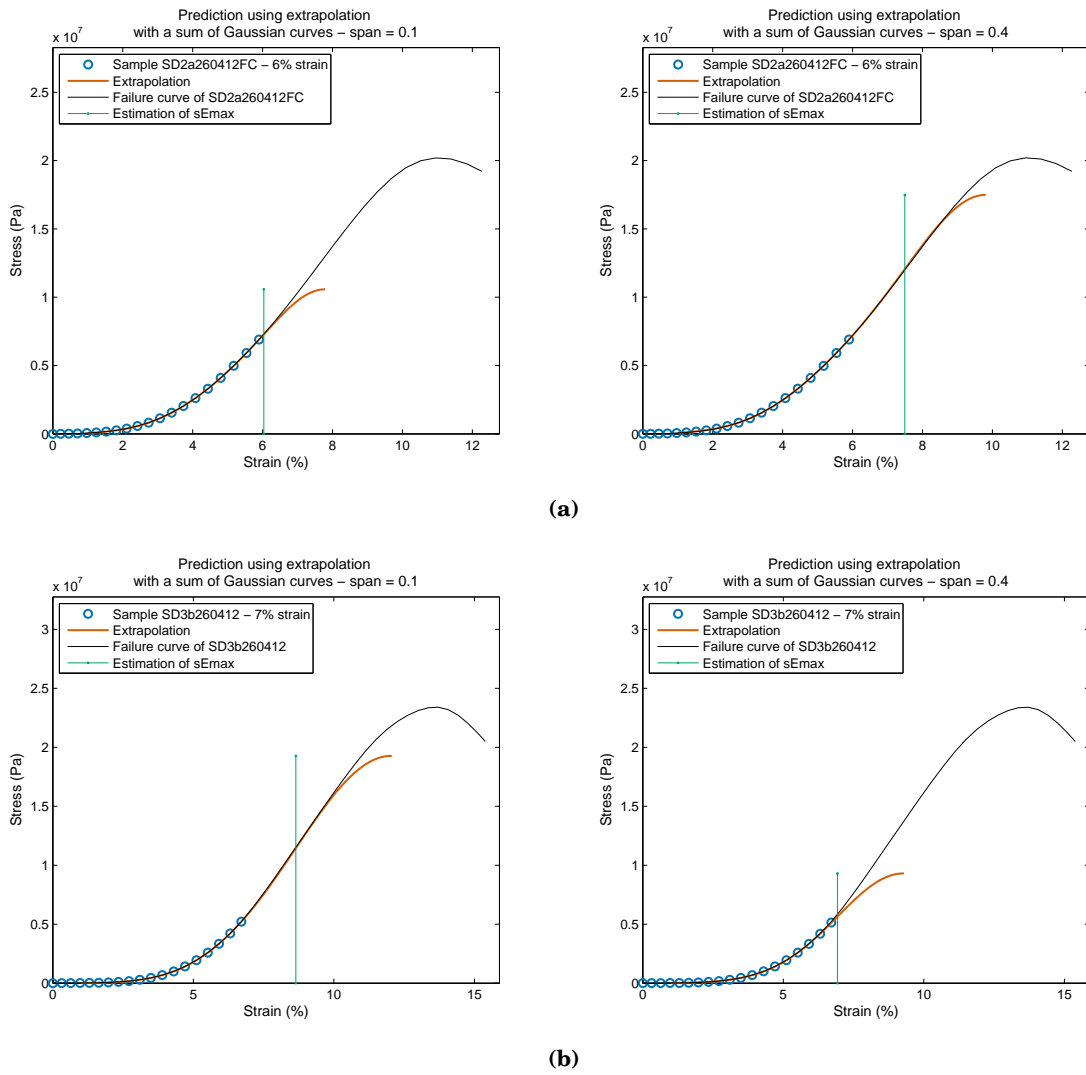 Prediction using extrapolation
with a sum of Gaussian curves – span = 0.1
x 10^7
Sample SD2a260412FC – 6% strain
Extrapolation
Failure curve of SD2a260412FC
Estimation of sEmax
2.5
2
1.5
1
0.5
0
Stress (Pa)
0 2 4 6 8 10 12
Strain (%)
Prediction using extrapolation
with a sum of Gaussian curves – span = 0.4
x 10^7
Sample SD2a260412FC – 6% strain
Extrapolation
Failure curve of SD2a260412FC
Estimation of sEmax
2.5
2
1.5
1
0.5
0
Stress (Pa)
0 2 4 6 8 10 12
Strain (%)
(a)
Prediction using extrapolation
with a sum of Gaussian curves – span = 0.1
x 10^7
Sample SD3b260412 – 7% strain
Extrapolation
Failure curve of SD3b260412
Estimation of sEmax
3
2.5
2
1.5
1
0.5
0
Stress (Pa)
0 5 10 15
Strain (%)
Prediction using extrapolation
with a sum of Gaussian curves – span = 0.4
x 10^7
Sample SD3b260412 – 7% strain
Extrapolation
Failure curve of SD3b260412
Estimation of sEmax
3
2.5
2
1.5
1
0.5
0
Stress (Pa)
0 5 10 15
Strain (%)
(b)